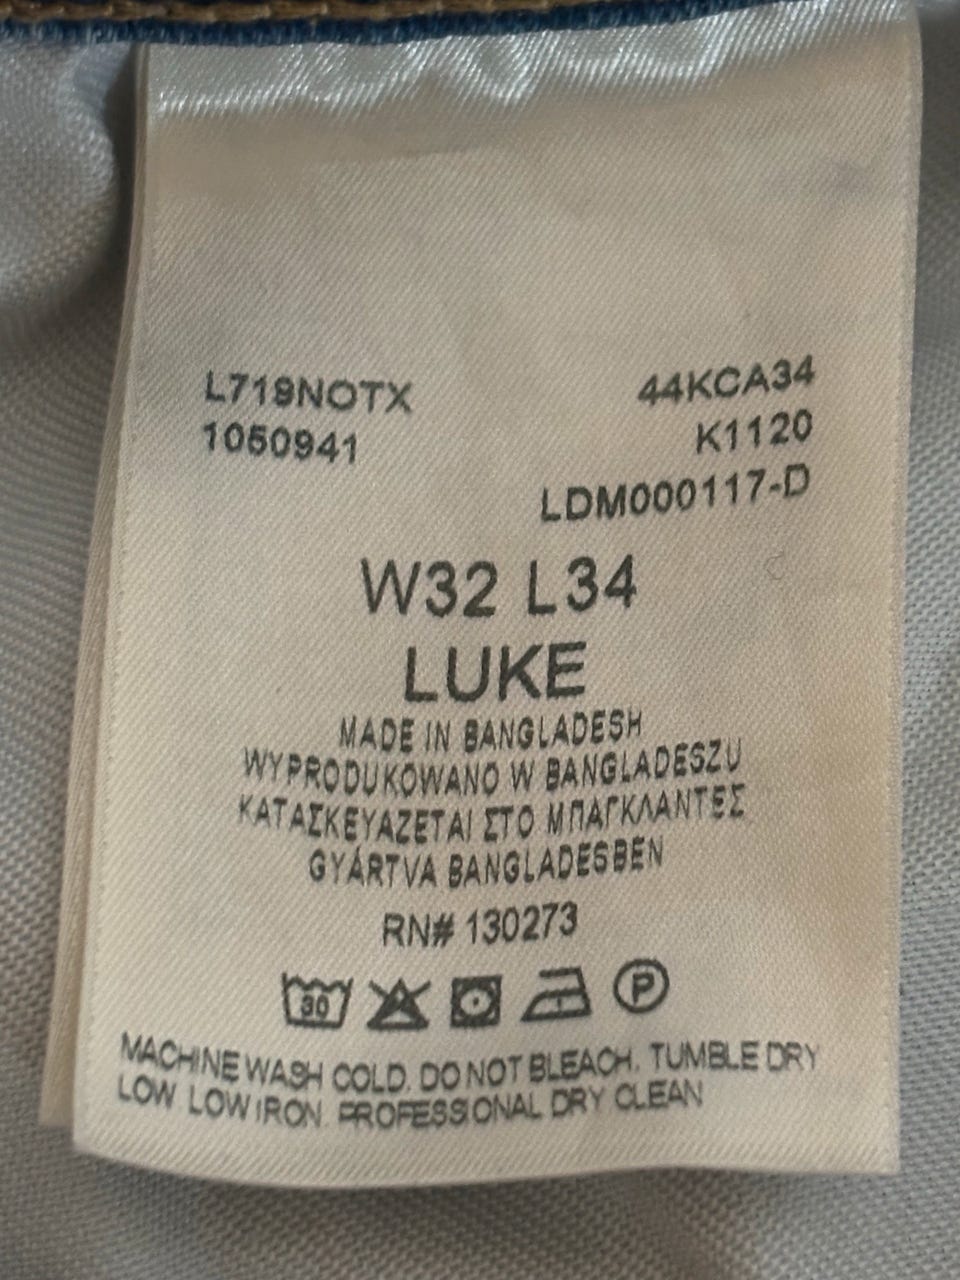 L719NOTX
44KCA34
1050941
K1120
LDM000117-D
W32 L34
LUKE
MADE IN BANGLADESH
WYPRODUKOWANO W BANGLADESZU
ΚΑΤΑΣΚΕΥΑΖΕΤΑΙ ΣΤΟ ΜΠΑΓΚΛΑΝΤΕΣ
GYÁRTVA BANGLADESBEN
RN# 130273
30
P
MACHINE WASH COLD. DO NOT BLEACH. TUMBLE DRY
LOW LOW IRON. PROFESSIONAL DRY CLEAN